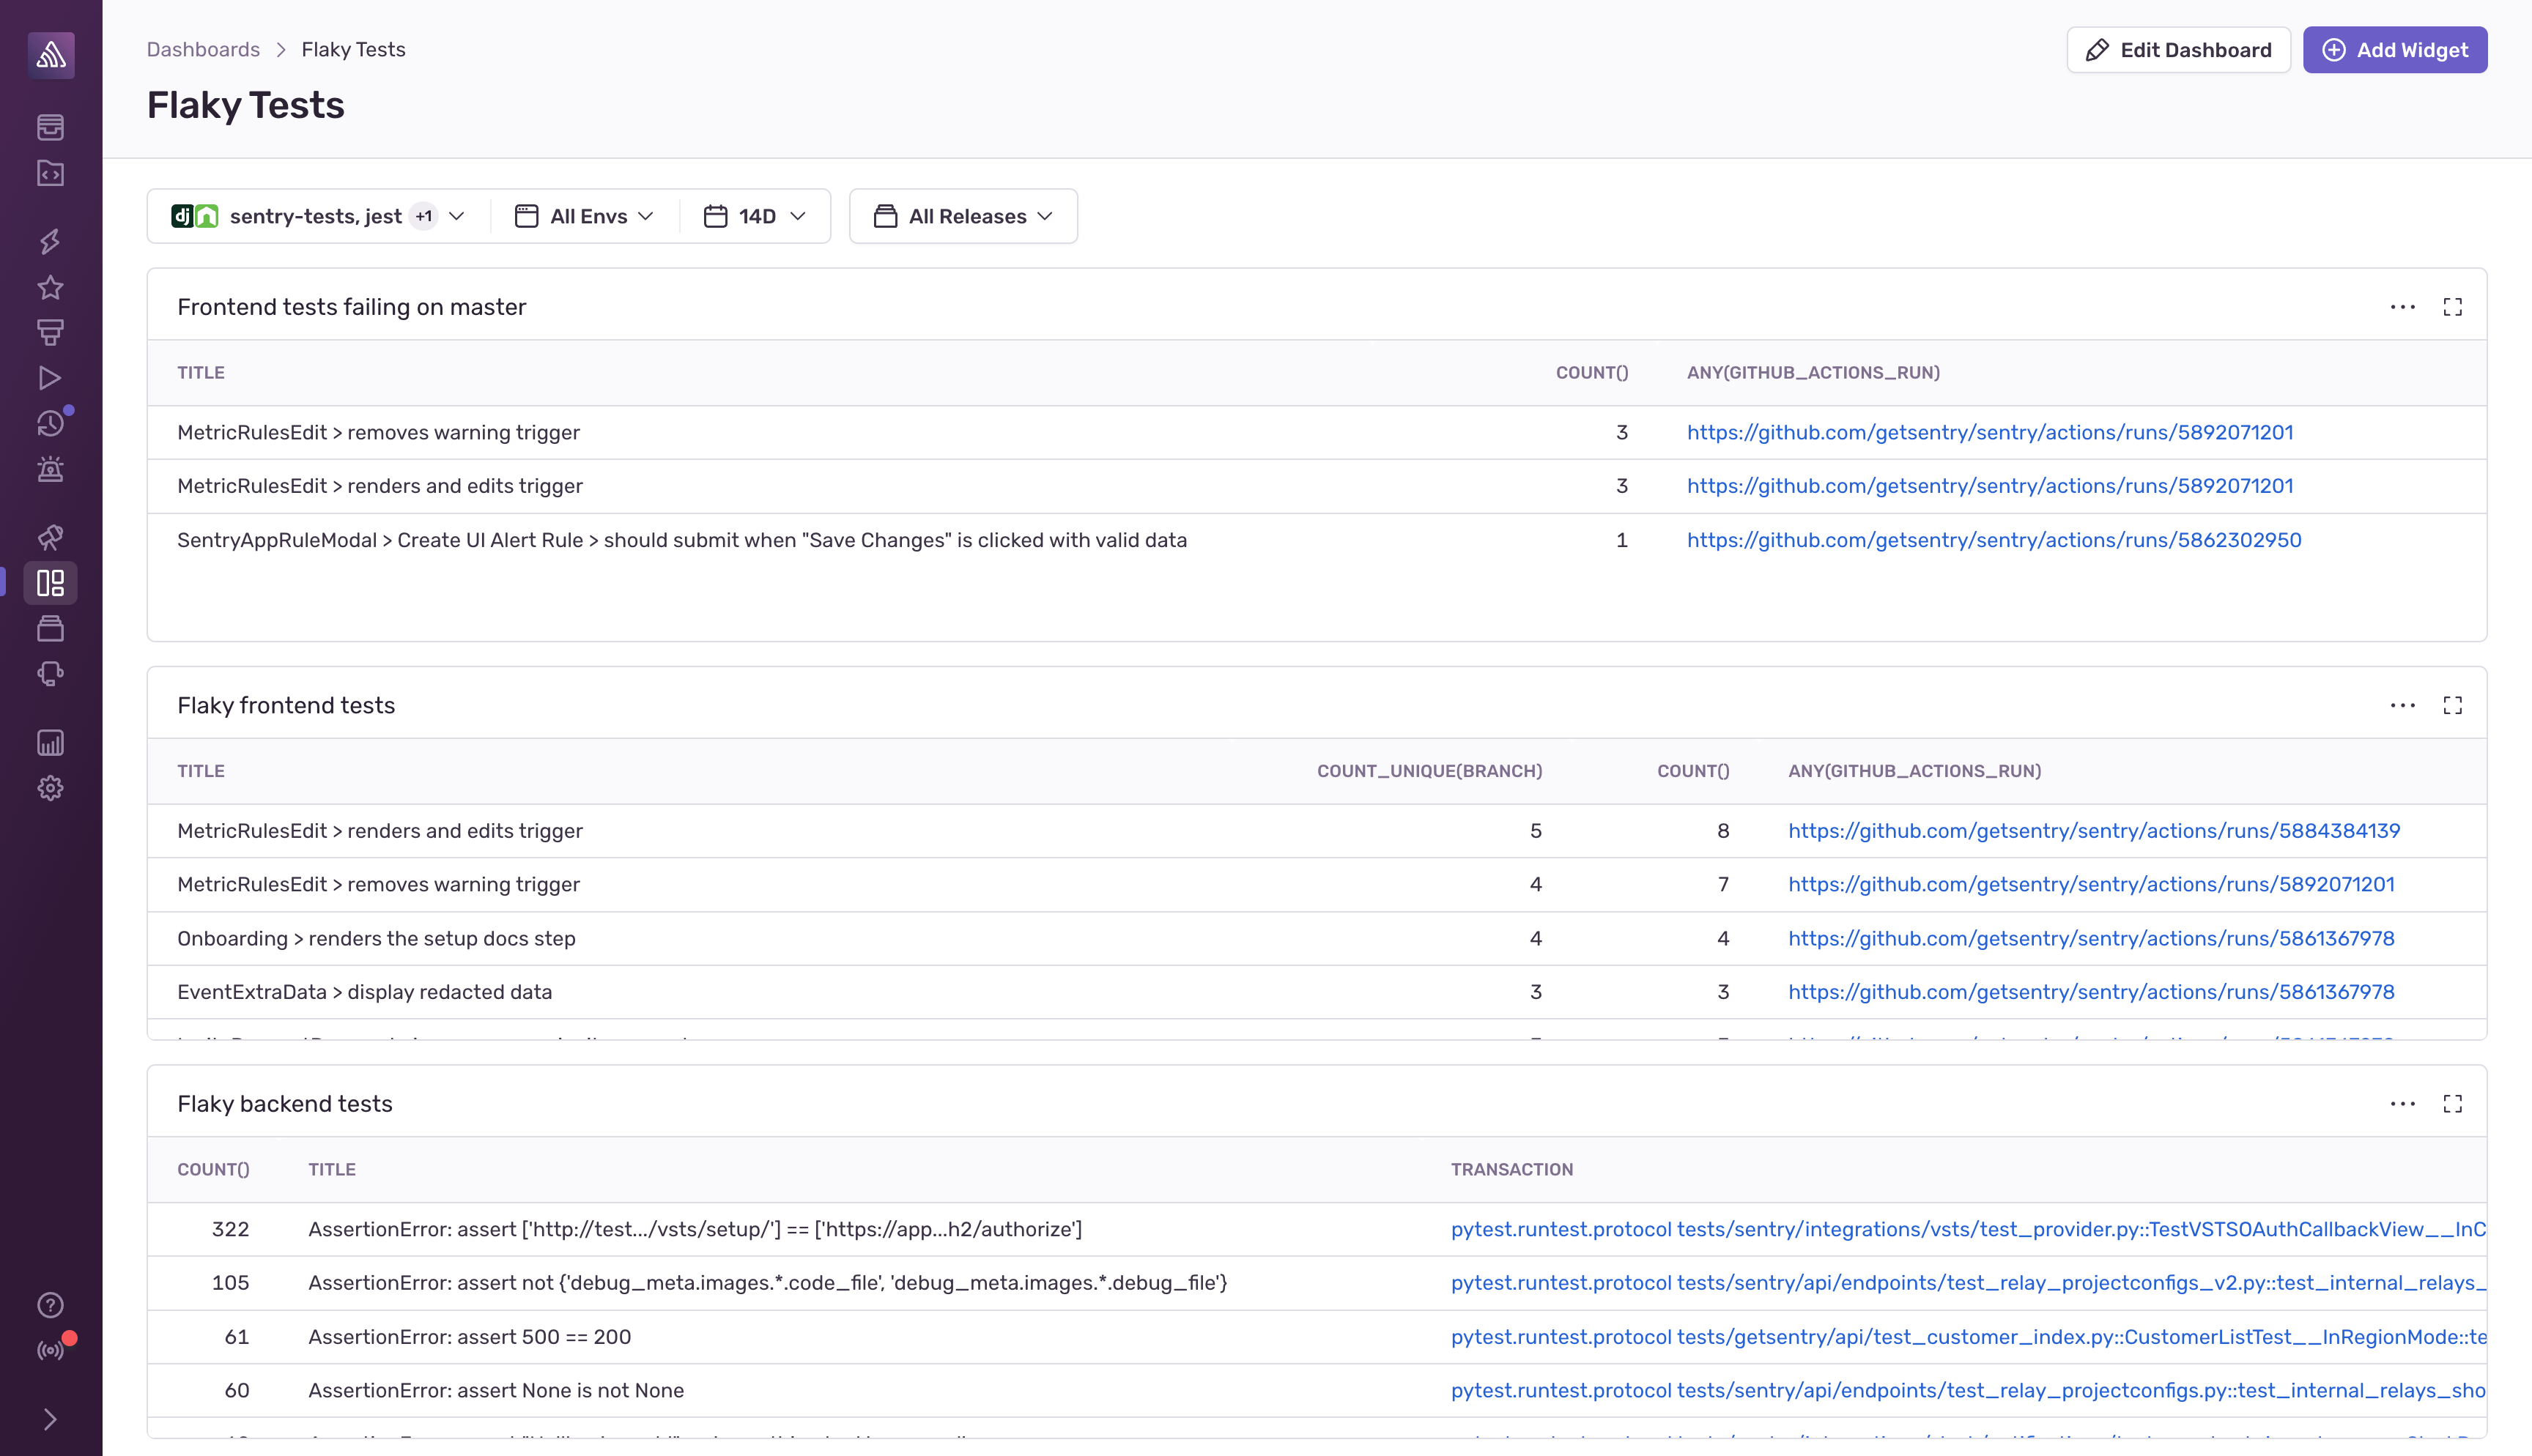 Dashboards > Flaky Tests
Edit Dashboard
Add Widget
Flaky Tests
dj
sentry-tests, jest +1
All Envs
14D
All Releases
Frontend tests failing on master
TITLE COUNT() ANY(GITHUB_ACTIONS_RUN)
MetricRulesEdit > removes warning trigger 3 https://github.com/getsentry/sentry/actions/runs/5892071201
MetricRulesEdit > renders and edits trigger 3 https://github.com/getsentry/sentry/actions/runs/5892071201
SentryAppRuleModal > Create UI Alert Rule > should submit when "Save Changes" is clicked with valid data 1 https://github.com/getsentry/sentry/actions/runs/5862302950
Flaky frontend tests
TITLE COUNT_UNIQUE(BRANCH) COUNT() ANY(GITHUB_ACTIONS_RUN)
MetricRulesEdit > renders and edits trigger 5 8 https://github.com/getsentry/sentry/actions/runs/5884384139
MetricRulesEdit > removes warning trigger 4 7 https://github.com/getsentry/sentry/actions/runs/5892071201
Onboarding > renders the setup docs step 4 4 https://github.com/getsentry/sentry/actions/runs/5861367978
EventExtraData > display redacted data 3 3 https://github.com/getsentry/sentry/actions/runs/5861367978
Flaky backend tests
COUNT() TITLE TRANSACTION
322 AssertionError: assert ['http://test.../vsts/setup/'] == ['https://app...h2/authorize'] pytest.runtest.protocol tests/sentry/integrations/vsts/test_provider.py::TestVSTSOAuthCallbackView__InC
105 AssertionError: assert not {'debug_meta.images.*.code_file', 'debug_meta.images.*.debug_file'} pytest.runtest.protocol tests/sentry/api/endpoints/test_relay_projectconfigs_v2.py::test_internal_relays_
61 AssertionError: assert 500 == 200 pytest.runtest.protocol tests/getsentry/api/test_customer_index.py::CustomerListTest__InRegionMode::te
60 AssertionError: assert None is not None pytest.runtest.protocol tests/sentry/api/endpoints/test_relay_projectconfigs.py::test_internal_relays_sho